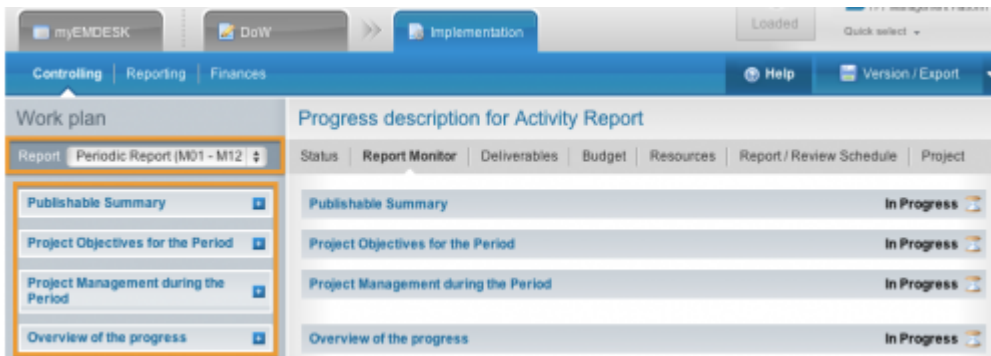 myEMDESK
DoW
Implementation
Loaded
Quick select
Controlling
Reporting
Finances
Help
Version / Export
Work plan
Progress description for Activity Report
Report
Periodic Report (M01 - M12
Status
Report Monitor
Deliverables
Budget
Resources
Report / Review Schedule
Project
Publishable Summary
Publishable Summary
In Progress
Project Objectives for the Period
Project Objectives for the Period
In Progress
Project Management during the
Period
Project Management during the Period
In Progress
Overview of the progress
Overview of the progress
In Progress